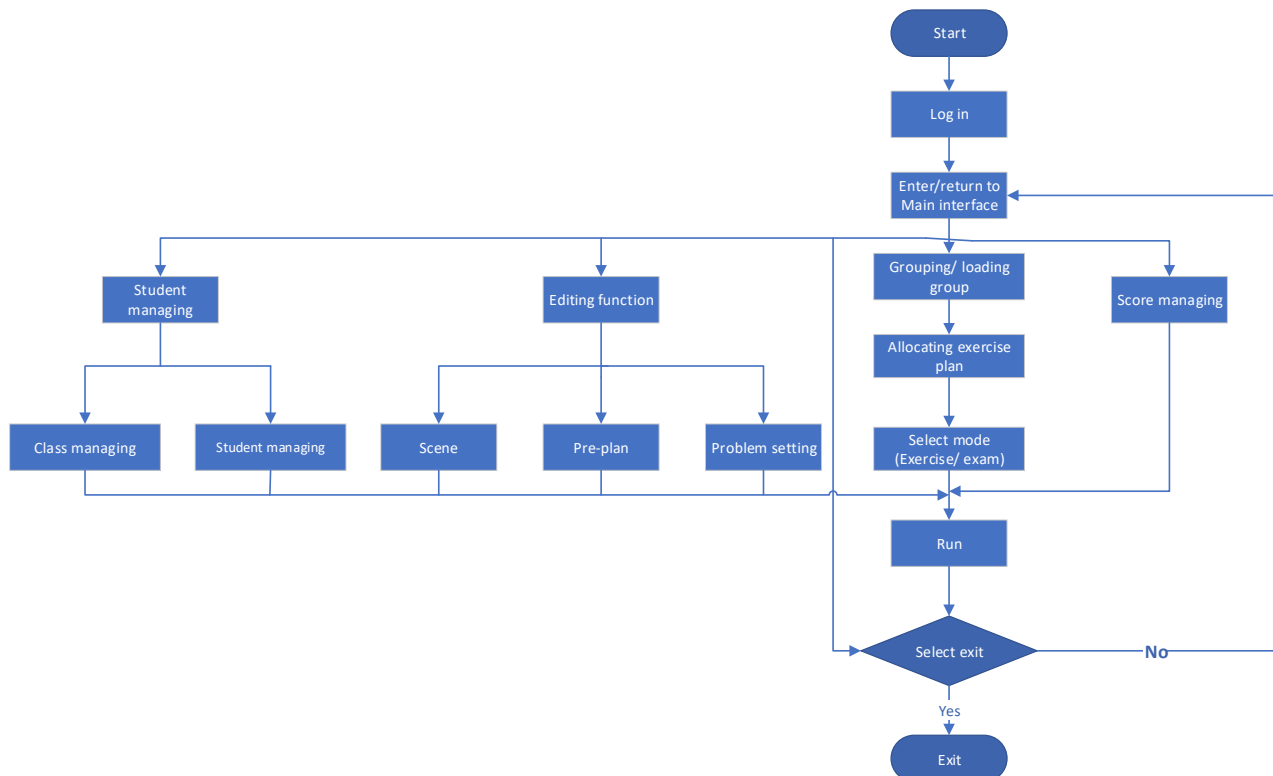 Start
Log in
Enter/return to
Main interface
Student
managing
Editing function
Grouping/ loading
group
Score managing
Allocating exercise
plan
Class managing
Student managing
Scene
Pre-plan
Problem setting
Select mode
(Exercise/ exam)
Run
Select exit
No
Yes
Exit